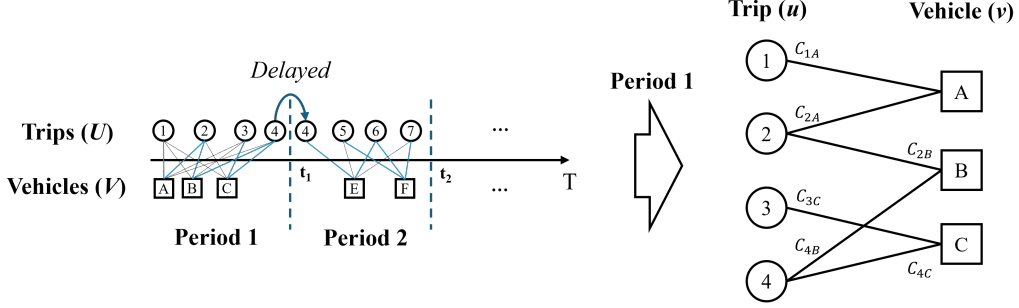 Trip (u)
Vehicle (v)
Delayed
Period 1
Trips (U)
1 2 3 4 4 5 6 7 ...
T
Vehicles (V)
A B C t₁ E F t₂ ...
Period 1
Period 2
1
C₁ₐ
A
2
C₂ₐ
C₂B
B
3
C₃C
C₄B
C
4
C₄C